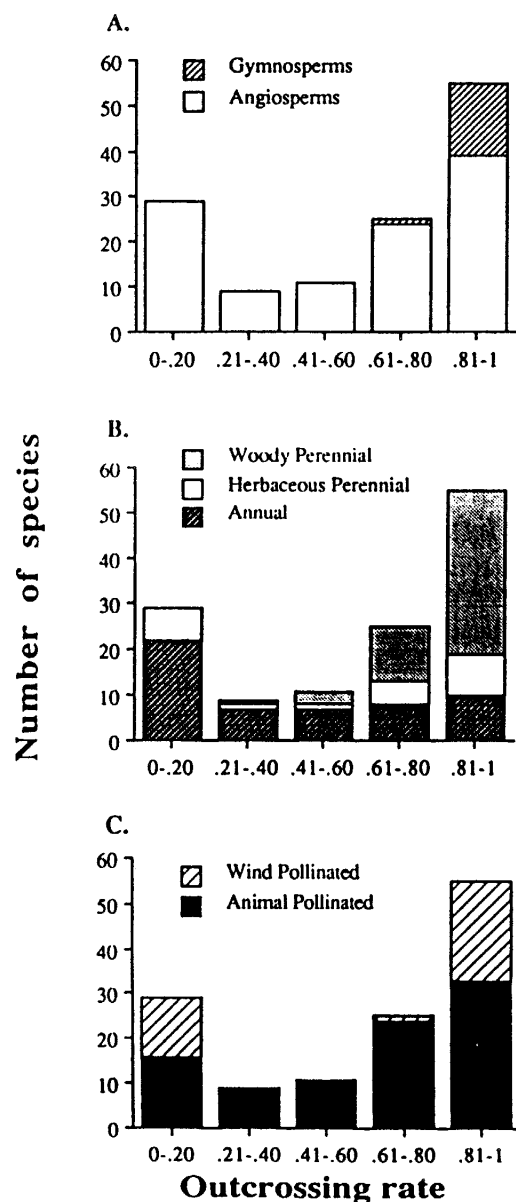 A.
60
50
40
30
20
10
0
Gymnosperms
Angiosperms
0-.20 .21-.40 .41-.60 .61-.80 .81-1
B.
60
50
40
30
20
10
0
Woody Perennial
Herbaceous Perennial
Annual
0-.20 .21-.40 .41-.60 .61-.80 .81-1
Number of species
C.
60
50
40
30
20
10
0
Wind Pollinated
Animal Pollinated
0-.20 .21-.40 .41-.60 .61-.80 .81-1
Outcrossing rate